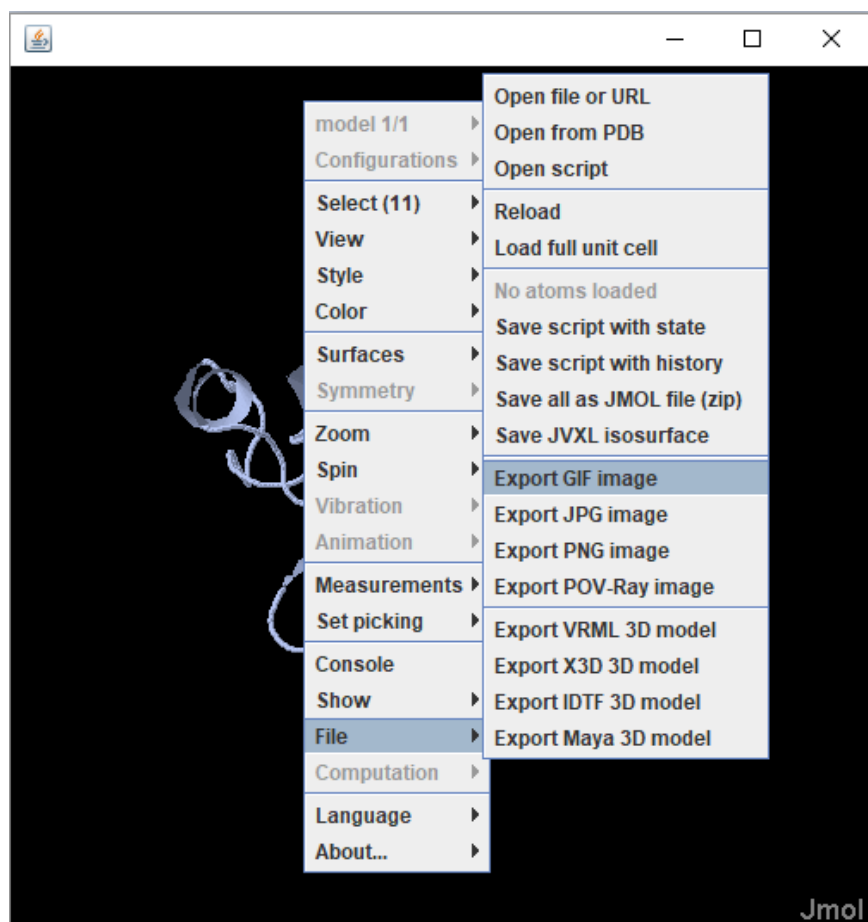 model 1/1
Configurations
Select (11)
View
Style
Color
Surfaces
Symmetry
Zoom
Spin
Vibration
Animation
Measurements
Set picking
Console
Show
File
Computation
Language
About...
Open file or URL
Open from PDB
Open script
Reload
Load full unit cell
No atoms loaded
Save script with state
Save script with history
Save all as JMOL file (zip)
Save JVXL isosurface
Export GIF image
Export JPG image
Export PNG image
Export POV-Ray image
Export VRML 3D model
Export X3D 3D model
Export IDTF 3D model
Export Maya 3D model
Jmol